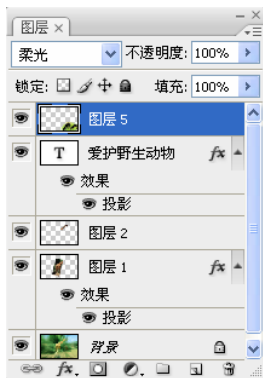 图层 ×
柔光 不透明度: 100%
锁定: 填充: 100%
图层 5
T 爱护野生动物 fx
效果
投影
图层 2
图层 1 fx
效果
投影
背景
fx.